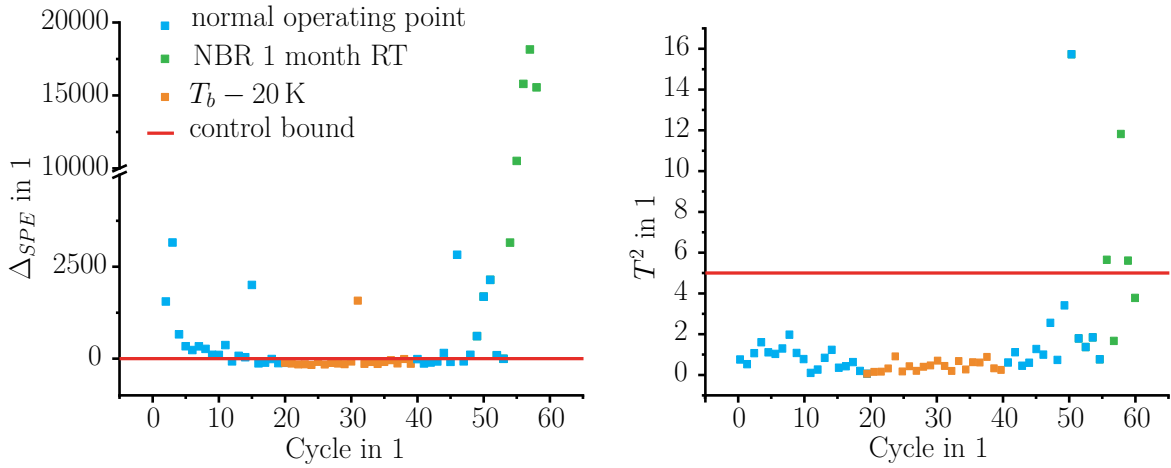 20000
15000
10000
2500
0
Δ_SPE in 1
normal operating point
NBR 1 month RT
T_b − 20 K
control bound
0 10 20 30 40 50 60
Cycle in 1
16
14
12
10
8
6
4
2
0
T² in 1
0 10 20 30 40 50 60
Cycle in 1